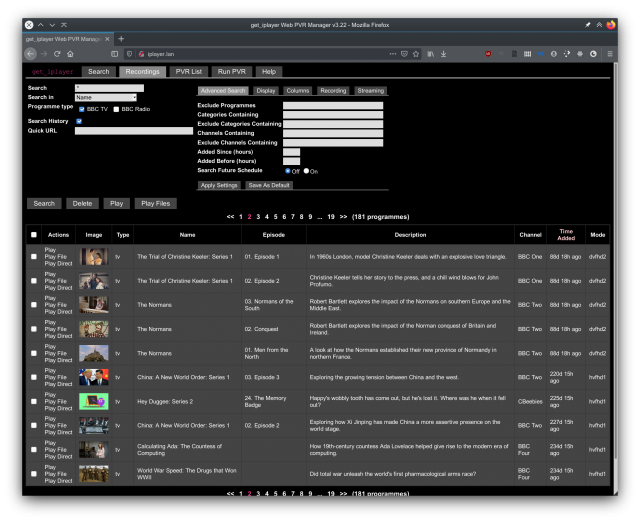 get_iplayer Web PVR Manager v3.22 - Mozilla Firefox
get_iplayer Web PVR Manage
iplayer.lan
get_iplayer Search Recordings PVR List Run PVR Help
Search *
Search in Name
Programme type BBC TV BBC Radio
Search History
Quick URL
Advanced Search Display Columns Recording Streaming
Exclude Programmes
Categories Containing
Exclude Categories Containing
Channels Containing
Exclude Channels Containing
Added Since (hours)
Added Before (hours)
Search Future Schedule Off On
Apply Settings Save As Default
Search Delete Play Play Files
<< 1 2 3 4 5 6 7 8 9 ... 19 >> (181 programmes)
Actions Image Type Name Episode Description Channel Time Added Mode
Play
Play File
Play Direct
tv The Trial of Christine Keeler: Series 1 01. Episode 1 In 1960s London, model Christine Keeler deals with an explosive love triangle. BBC One 88d 18h ago dvfhd2
Play
Play File
Play Direct
tv The Trial of Christine Keeler: Series 1 02. Episode 2 Christine Keeler tells her story to the press, and a chill wind blows for John Profumo. BBC One 88d 18h ago dvfhd2
Play
Play File
Play Direct
tv The Normans 03. Normans of the South Robert Bartlett explores the impact of the Normans on southern Europe and the Middle East. BBC Two 88d 18h ago dvfhd2
Play
Play File
Play Direct
tv The Normans 02. Conquest Robert Bartlett explores the impact of the Norman conquest of Britain and Ireland. BBC Two 88d 18h ago dvfhd2
Play
Play File
Play Direct
tv The Normans 01. Men from the North A look at how the Normans established their new province of Normandy in northern France. BBC Two 88d 18h ago dvfhd2
Play
Play File
Play Direct
tv China: A New World Order: Series 1 03. Episode 3 Exploring the growing tension between China and the west. BBC Two 220d 15h ago hvfhd1
Play
Play File
Play Direct
tv Hey Duggee: Series 2 24. The Memory Badge Happy's wobbly tooth has come out, but he's lost it. Where was he when it fell out? CBeebies 225d 15h ago hvfhd1
Play
Play File
Play Direct
tv China: A New World Order: Series 1 02. Episode 2 Exploring how Xi Jinping has made China a more assertive presence on the world stage. BBC Two 227d 15h ago hvfhd1
Play
Play File
Play Direct
tv Calculating Ada: The Countess of Computing How 19th-century countess Ada Lovelace helped give rise to the modern era of computing. BBC Four 234d 15h ago hvfhd1
Play
Play File
Play Direct
tv World War Speed: The Drugs that Won WWII Did total war unleash the world's first pharmacological arms race? BBC Four 234d 15h ago hvfhd1
<< 1 2 3 4 5 6 7 8 9 ... 19 >> (181 programmes)